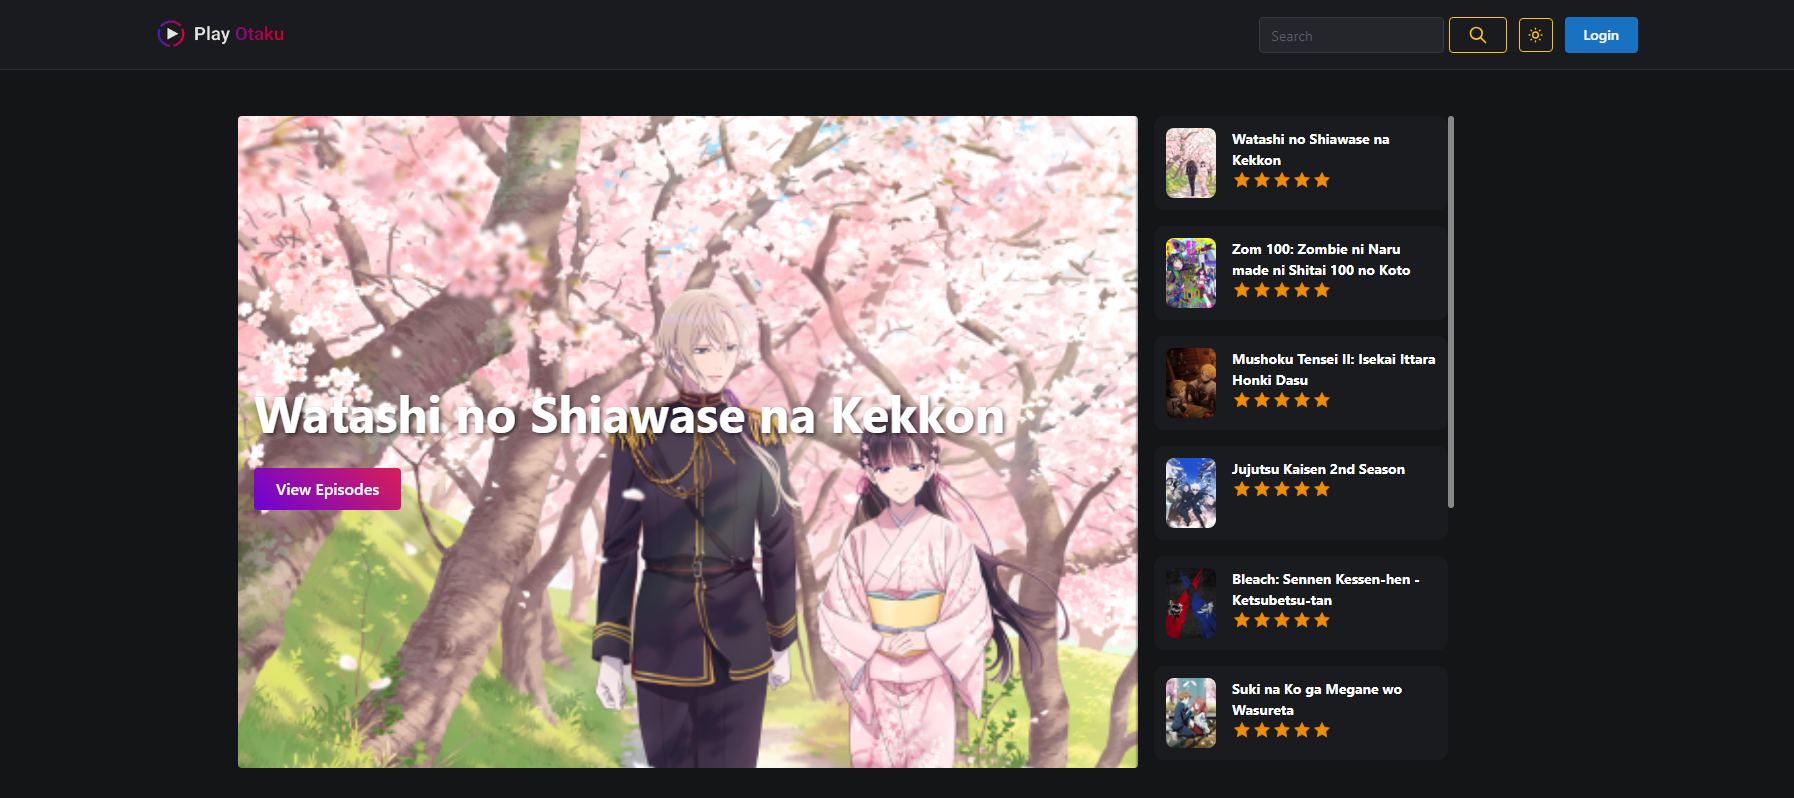 Play Otaku
Search
Login
Watashi no Shiawase na Kekkon
View Episodes
Watashi no Shiawase na
Kekkon
Zom 100: Zombie ni Naru
made ni Shitai 100 no Koto
Mushoku Tensei II: Isekai Ittara
Honki Dasu
Jujutsu Kaisen 2nd Season
Bleach: Sennen Kessen-hen -
Ketsubetsu-tan
Suki na Ko ga Megane wo
Wasureta